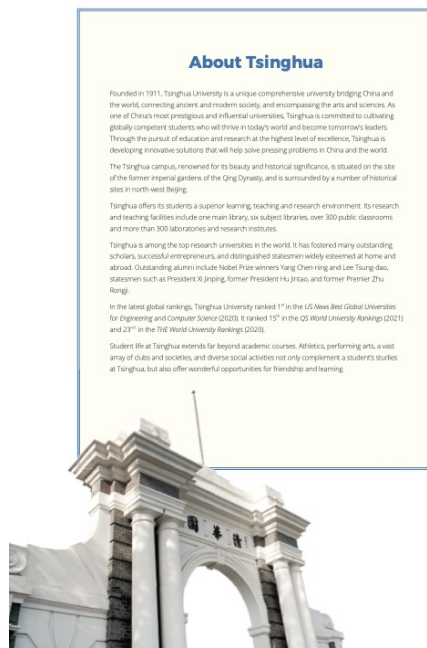 About Tsinghua
Founded in 1911, Tsinghua University is a unique comprehensive university bridging China and
the world, connecting ancient and modern society, and encompassing the arts and sciences. As
one of China's most prestigious and influential universities, Tsinghua is committed to cultivating
globally competent students who will thrive in today's world and become tomorrow's leaders.
Through the pursuit of education and research at the highest level of excellence, Tsinghua is
developing innovative solutions that will help solve pressing problems in China and the world.
The Tsinghua campus, renowned for its beauty and historical significance, is situated on the site
of the former imperial gardens of the Qing Dynasty, and is surrounded by a number of historical
sites in north-west Beijing.
Tsinghua offers its students a superior learning, teaching and research environment. Its research
and teaching facilities include one main library, six subject libraries, over 300 public classrooms
and more than 300 laboratories and research institutes.
Tsinghua is among the top research universities in the world. It has fostered many outstanding
scholars, successful entrepreneurs, and distinguished statesmen widely esteemed at home and
abroad. Outstanding alumni include Nobel Prize winners Yang Chen-ning and Lee Tsung-dao,
statesmen such as President Xi Jinping, former President Hu Jintao, and former Premier Zhu
Rongji.
In the latest global rankings, Tsinghua University ranked 1st in the US News Best Global Universities
for Engineering and Computer Science (2020). It ranked 15th in the QS World University Rankings (2021)
and 23rd in the THE World University Rankings (2020).
Student life at Tsinghua extends far beyond academic courses. Athletics, performing arts, a vast
array of clubs and societies, and diverse social activities not only complement a student's studies
at Tsinghua, but also offer wonderful opportunities for friendship and learning.
園華清